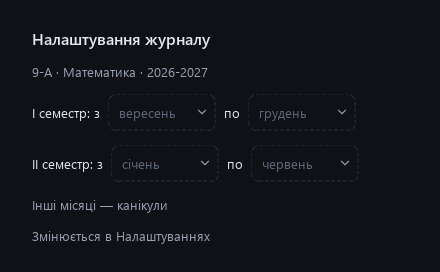 Налаштування журналу
9-А · Математика · 2026-2027
І семестр: з вересень по грудень
ІІ семестр: з січень по червень
Інші місяці — канікули
Змінюється в Налаштуваннях